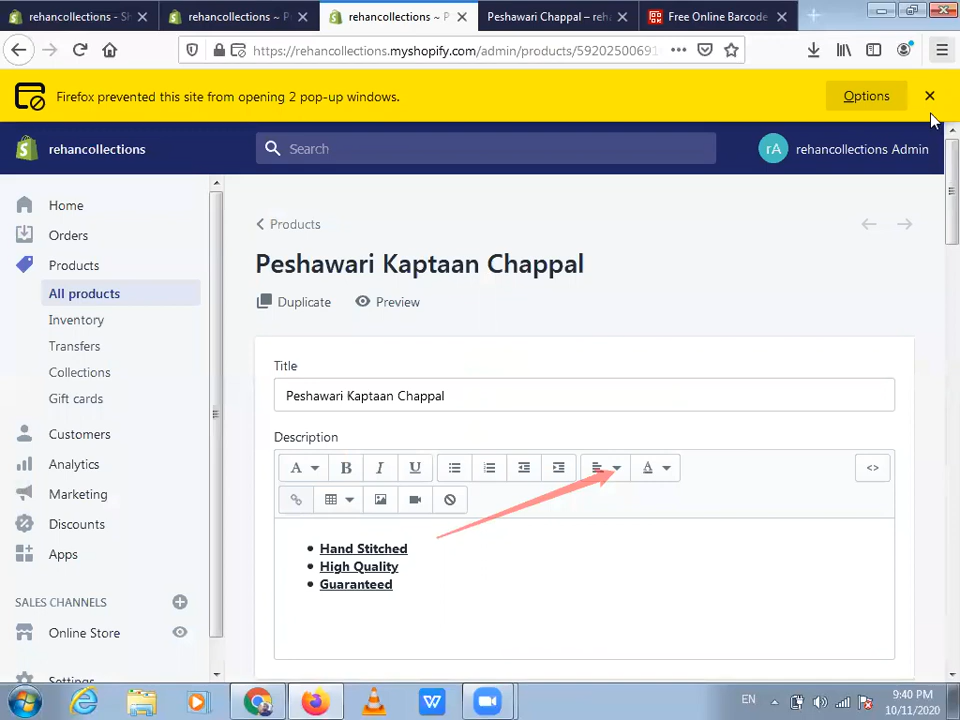 rehancollections - Sh
rehancollections ~ P
rehancollections ~ P
Peshawari Chappal – reh
Free Online Barcode
https://rehancollections.myshopify.com/admin/products/59202500691
Firefox prevented this site from opening 2 pop-up windows.
Options
rehancollections
Search
rA
rehancollections Admin
Home
Orders
Products
All products
Inventory
Transfers
Collections
Gift cards
Customers
Analytics
Marketing
Discounts
Apps
SALES CHANNELS
Online Store
Settings
Products
Peshawari Kaptaan Chappal
Duplicate
Preview
Title
Peshawari Kaptaan Chappal
Description
A B I U A <>
Hand Stitched
High Quality
Guaranteed
EN
9:40 PM
10/11/2020